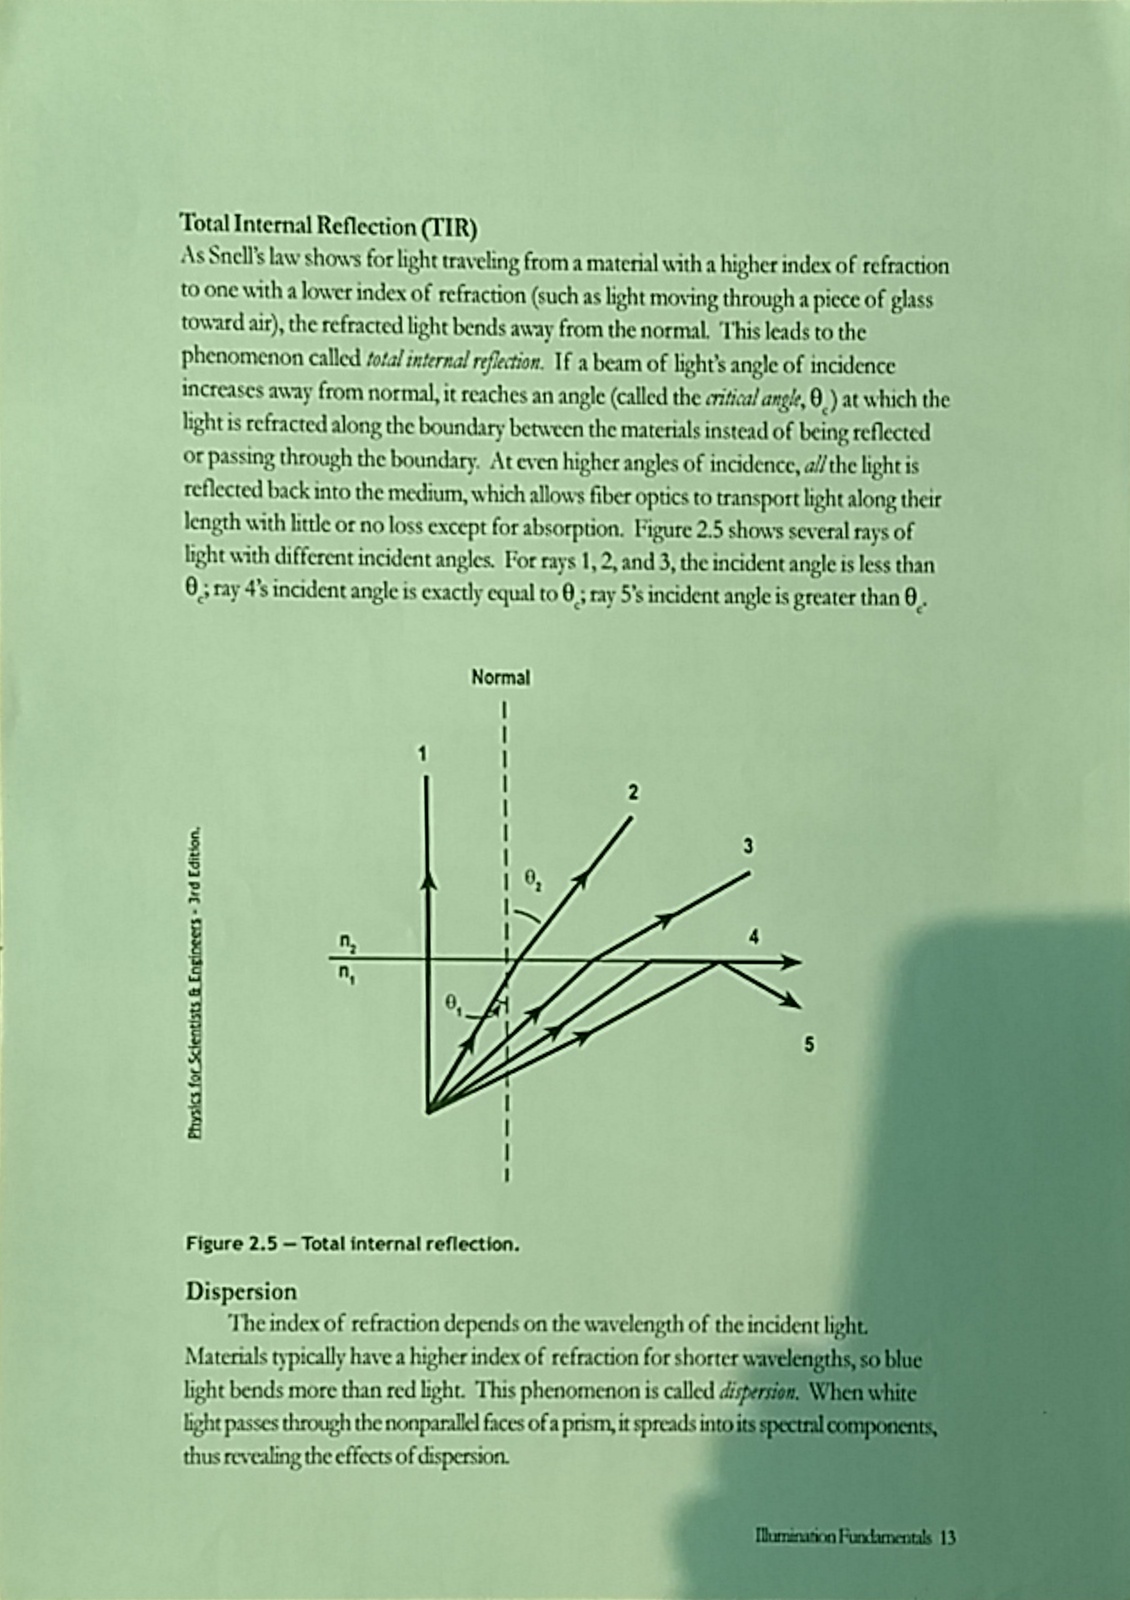 Total Internal Reflection (TIR)
As Snell's law shows for light traveling from a material with a higher index of refraction
to one with a lower index of refraction (such as light moving through a piece of glass
toward air), the refracted light bends away from the normal. This leads to the
phenomenon called total internal reflection. If a beam of light's angle of incidence
increases away from normal, it reaches an angle (called the critical angle, θc) at which the
light is refracted along the boundary between the materials instead of being reflected
or passing through the boundary. At even higher angles of incidence, all the light is
reflected back into the medium, which allows fiber optics to transport light along their
length with little or no loss except for absorption. Figure 2.5 shows several rays of
light with different incident angles. For rays 1, 2, and 3, the incident angle is less than
θc; ray 4's incident angle is exactly equal to θc; ray 5's incident angle is greater than θc.
Normal
1
2
3
θ2
4
n2
n1
θ1
5
Physics for Scientists & Engineers - 3rd Edition.
Figure 2.5 — Total internal reflection.
Dispersion
The index of refraction depends on the wavelength of the incident light.
Materials typically have a higher index of refraction for shorter wavelengths, so blue
light bends more than red light. This phenomenon is called dispersion. When white
light passes through the nonparallel faces of a prism, it spreads into its spectral components,
thus revealing the effects of dispersion.
Illumination Fundamentals 13